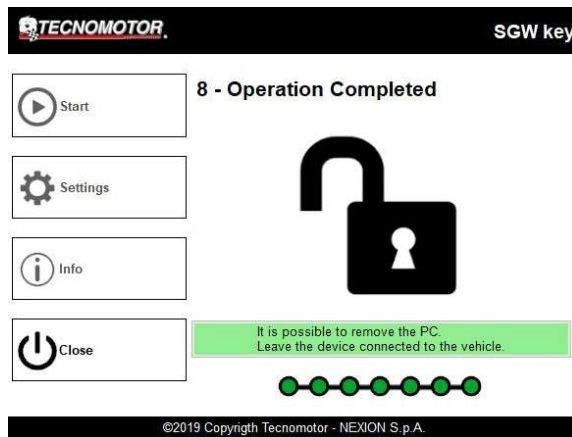 TECNOMOTOR.
SGW key
Start
8 - Operation Completed
Settings
Info
Close
It is possible to remove the PC.
Leave the device connected to the vehicle.
©2019 Copyrigth Tecnomotor - NEXION S.p.A.